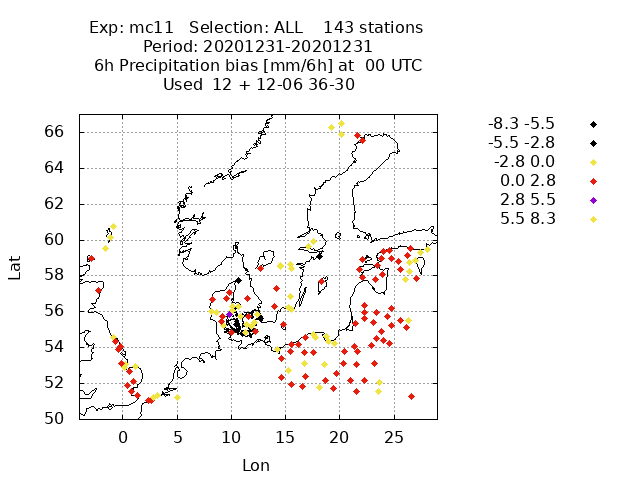 Exp: mc11 Selection: ALL 143 stations
Period: 20201231-20201231
6h Precipitation bias [mm/6h] at 00 UTC
Used 12 + 12-06 36-30
-8.3 -5.5
-5.5 -2.8
-2.8 0.0
0.0 2.8
2.8 5.5
5.5 8.3
66
64
62
60
58
56
54
52
50
Lat
0 5 10 15 20 25
Lon